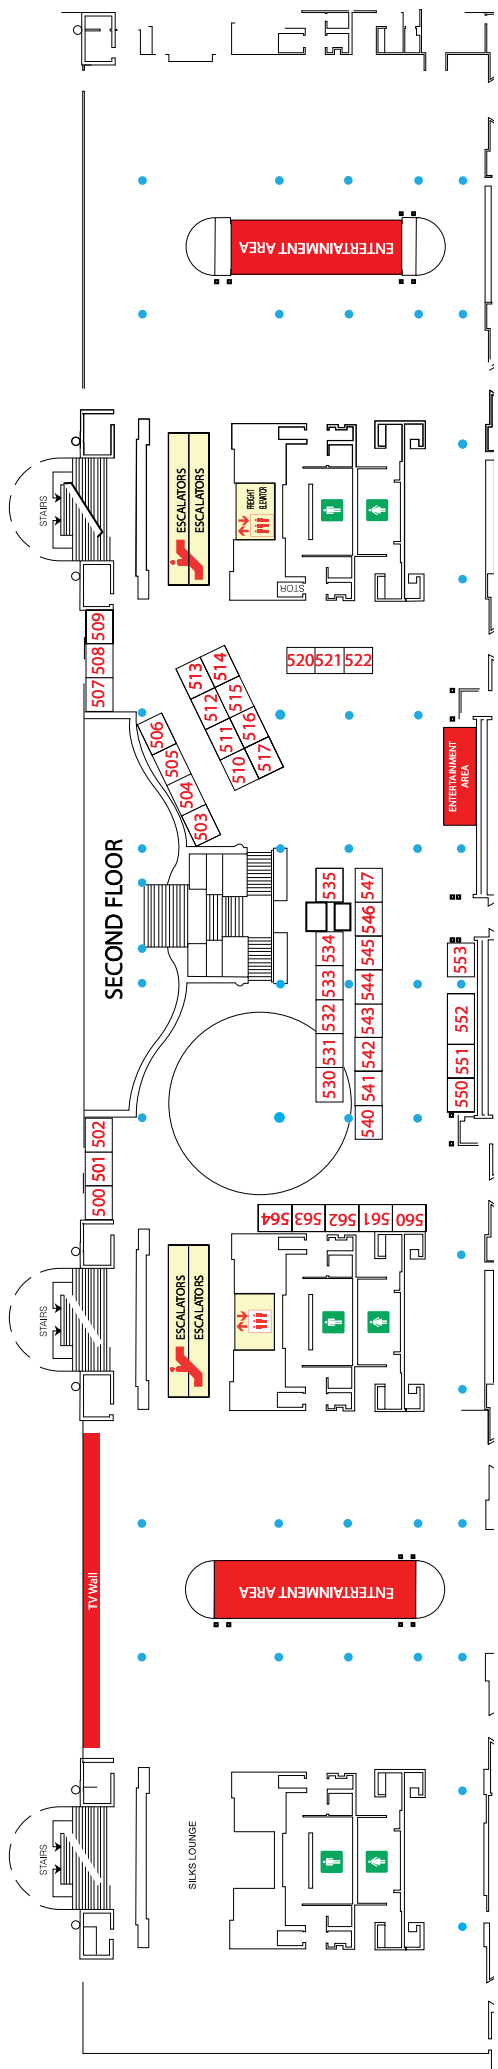 ENTERTAINMENT AREA
STAIRS
ESCALATORS
ESCALATORS
FREIGHT
ELEVATOR
STOR
509
508
507
513
514
512
515
511
516
510
517
520
521
522
506
505
504
503
ENTERTAINMENT
AREA
SECOND FLOOR
535
534
533
532
531
530
547
546
545
544
543
542
541
540
553
552
551
550
502
501
500
564
563
562
561
560
STAIRS
ESCALATORS
ESCALATORS
TV Wall
ENTERTAINMENT AREA
STAIRS
SILKS LOUNGE